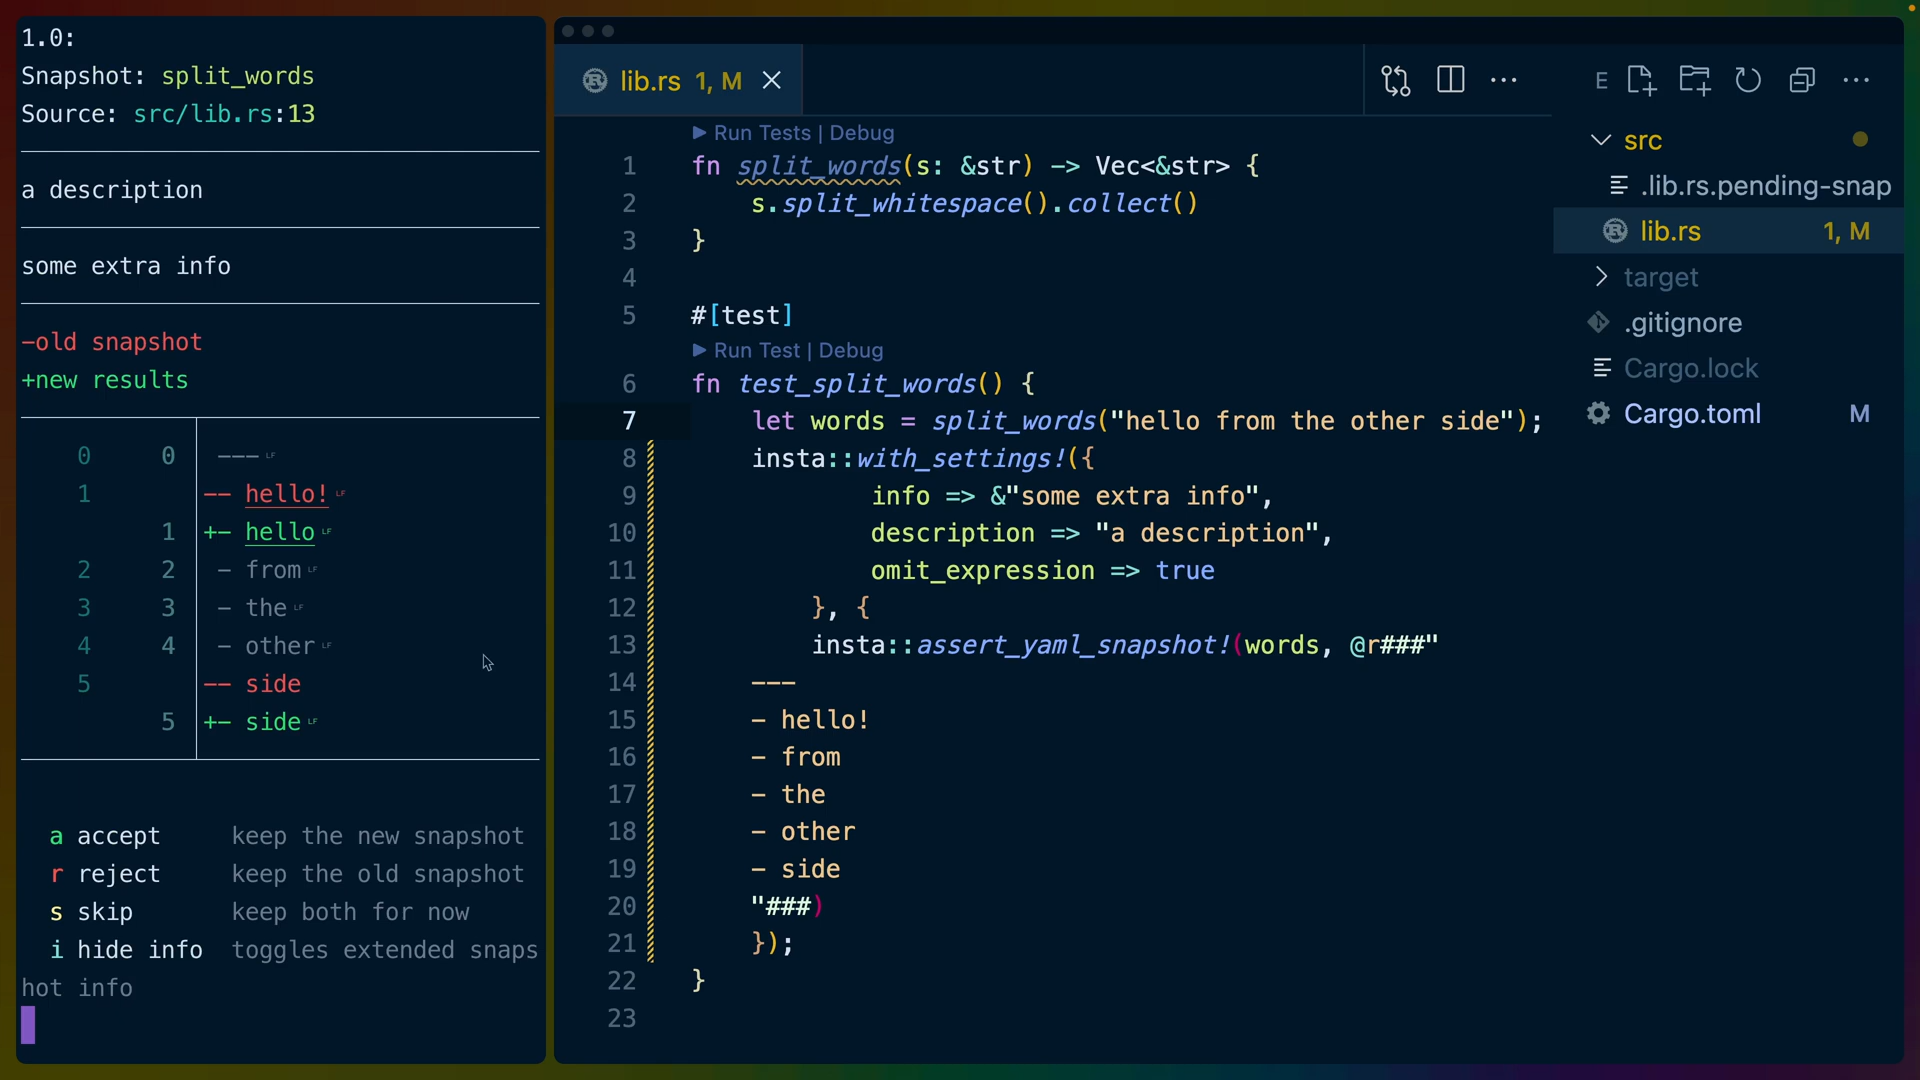 1.0:
Snapshot: split_words
Source: src/lib.rs:13
a description
some extra info
-old snapshot
+new results
0 0 ---
1 -- hello!
1 +- hello
2 2 - from
3 3 - the
4 4 - other
5 -- side
5 +- side
a accept keep the new snapshot
r reject keep the old snapshot
s skip keep both for now
i hide info toggles extended snaps
hot info
lib.rs 1, M
Run Tests | Debug
1 fn split_words(s: &str) -> Vec<&str> {
2 s.split_whitespace().collect()
3 }
4
5 #[test]
Run Test | Debug
6 fn test_split_words() {
7 let words = split_words("hello from the other side");
8 insta::with_settings!({
9 info => &"some extra info",
10 description => "a description",
11 omit_expression => true
12 }, {
13 insta::assert_yaml_snapshot!(words, @r###"
14 ---
15 - hello!
16 - from
17 - the
18 - other
19 - side
20 "###)
21 });
22 }
23
E
src
.lib.rs.pending-snap
lib.rs 1, M
target
.gitignore
Cargo.lock
Cargo.toml M